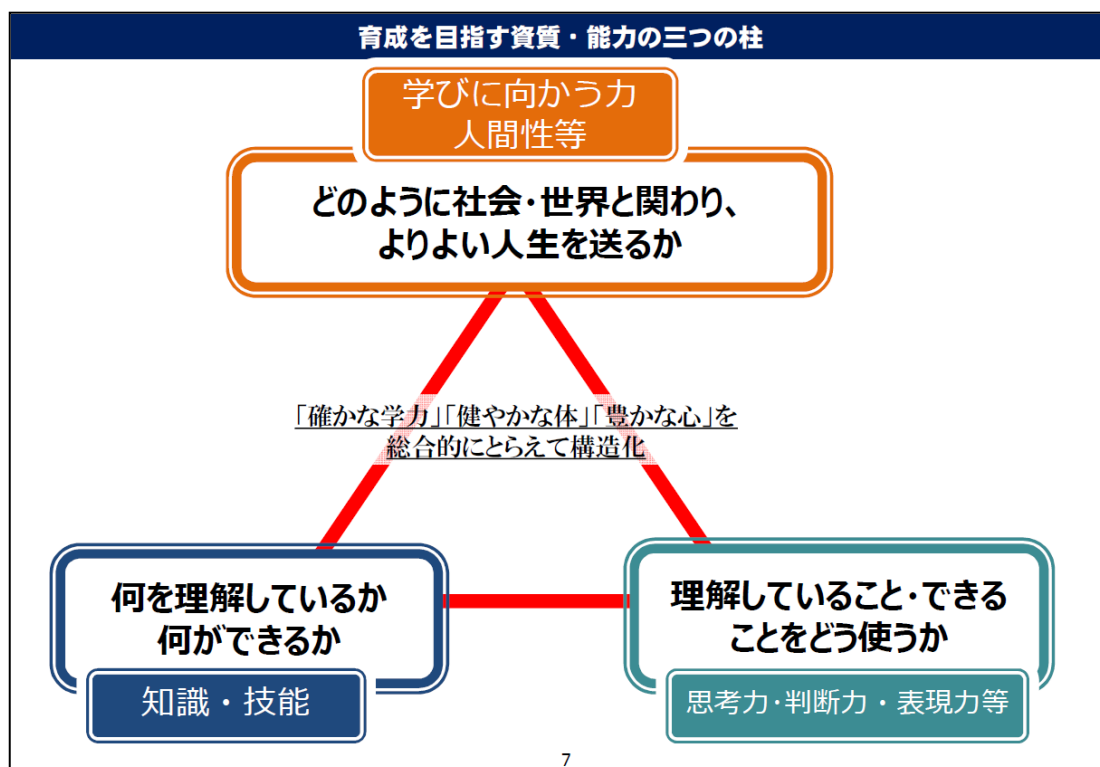 育成を目指す資質・能力の三つの柱
学びに向かう力
人間性等
どのように社会・世界と関わり、
よりよい人生を送るか
「確かな学力」「健やかな体」「豊かな心」を
総合的にとらえて構造化
何を理解しているか
何ができるか
知識・技能
理解していること・できる
ことをどう使うか
思考力・判断力・表現力等
7